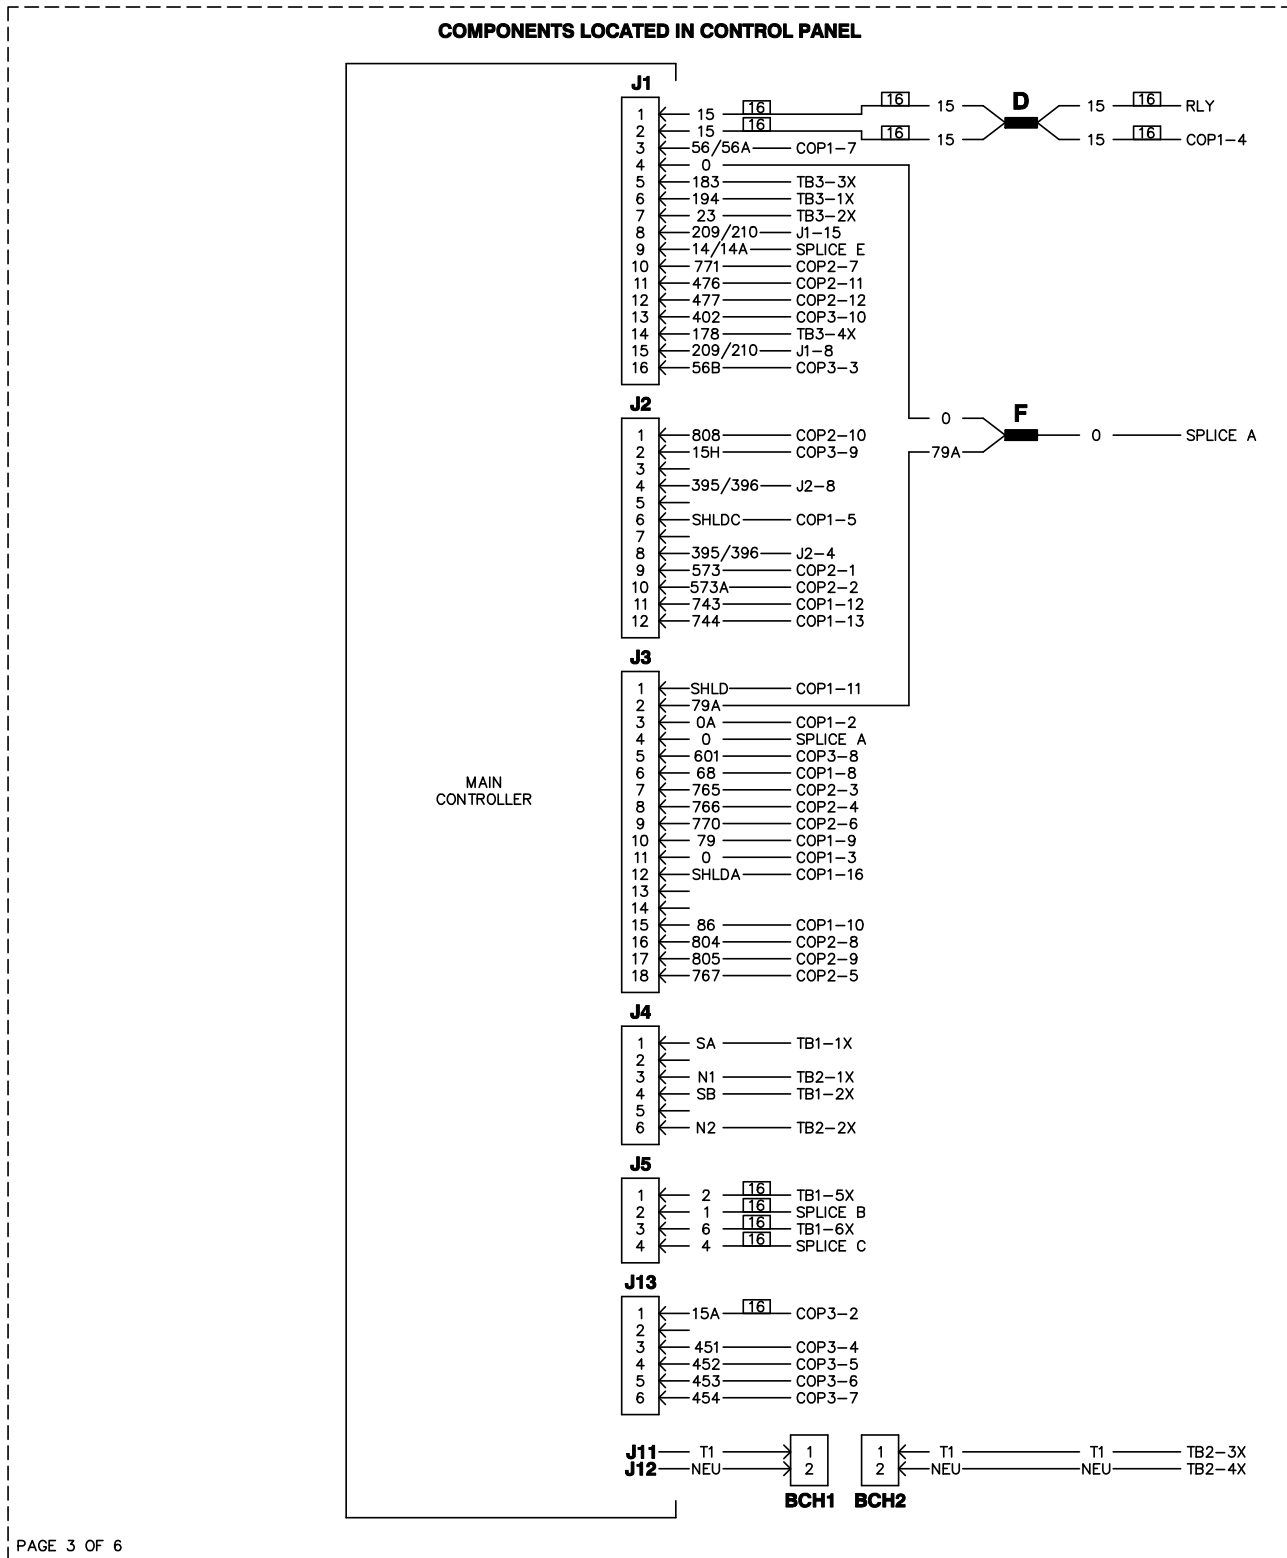 COMPONENTS LOCATED IN CONTROL PANEL
J1
1 15 16 16 15 D 15 16 RLY
2 15 16 16 15 15 16 COP1-4
3 56/56A COP1-7
4 0
5 183 TB3-3X
6 194 TB3-1X
7 23 TB3-2X
8 209/210 J1-15
9 14/14A SPLICE E
10 771 COP2-7
11 476 COP2-11
12 477 COP2-12
13 402 COP3-10
14 178 TB3-4X
15 209/210 J1-8
16 56B COP3-3
J2
0 F
1 808 COP2-10 0 SPLICE A
2 15H COP3-9 79A
3
4 395/396 J2-8
5
6 SHLDC COP1-5
7
8 395/396 J2-4
9 573 COP2-1
10 573A COP2-2
11 743 COP1-12
12 744 COP1-13
J3
1 SHLD COP1-11
2 79A
3 0A COP1-2
4 0 SPLICE A
5 601 COP3-8
6 68 COP1-8
7 765 COP2-3
8 766 COP2-4
9 770 COP2-6
10 79 COP1-9
11 0 COP1-3
12 SHLDA COP1-16
13
14
15 86 COP1-10
16 804 COP2-8
17 805 COP2-9
18 767 COP2-5
MAIN
CONTROLLER
J4
1 SA TB1-1X
2
3 N1 TB2-1X
4 SB TB1-2X
5
6 N2 TB2-2X
J5
1 2 16 TB1-5X
2 1 16 SPLICE B
3 6 16 TB1-6X
4 4 16 SPLICE C
J13
1 15A 16 COP3-2
2
3 451 COP3-4
4 452 COP3-5
5 453 COP3-6
6 454 COP3-7
J11 T1 1 1 T1 T1 TB2-3X
J12 NEU 2 2 NEU NEU TB2-4X
BCH1 BCH2
PAGE 3 OF 6